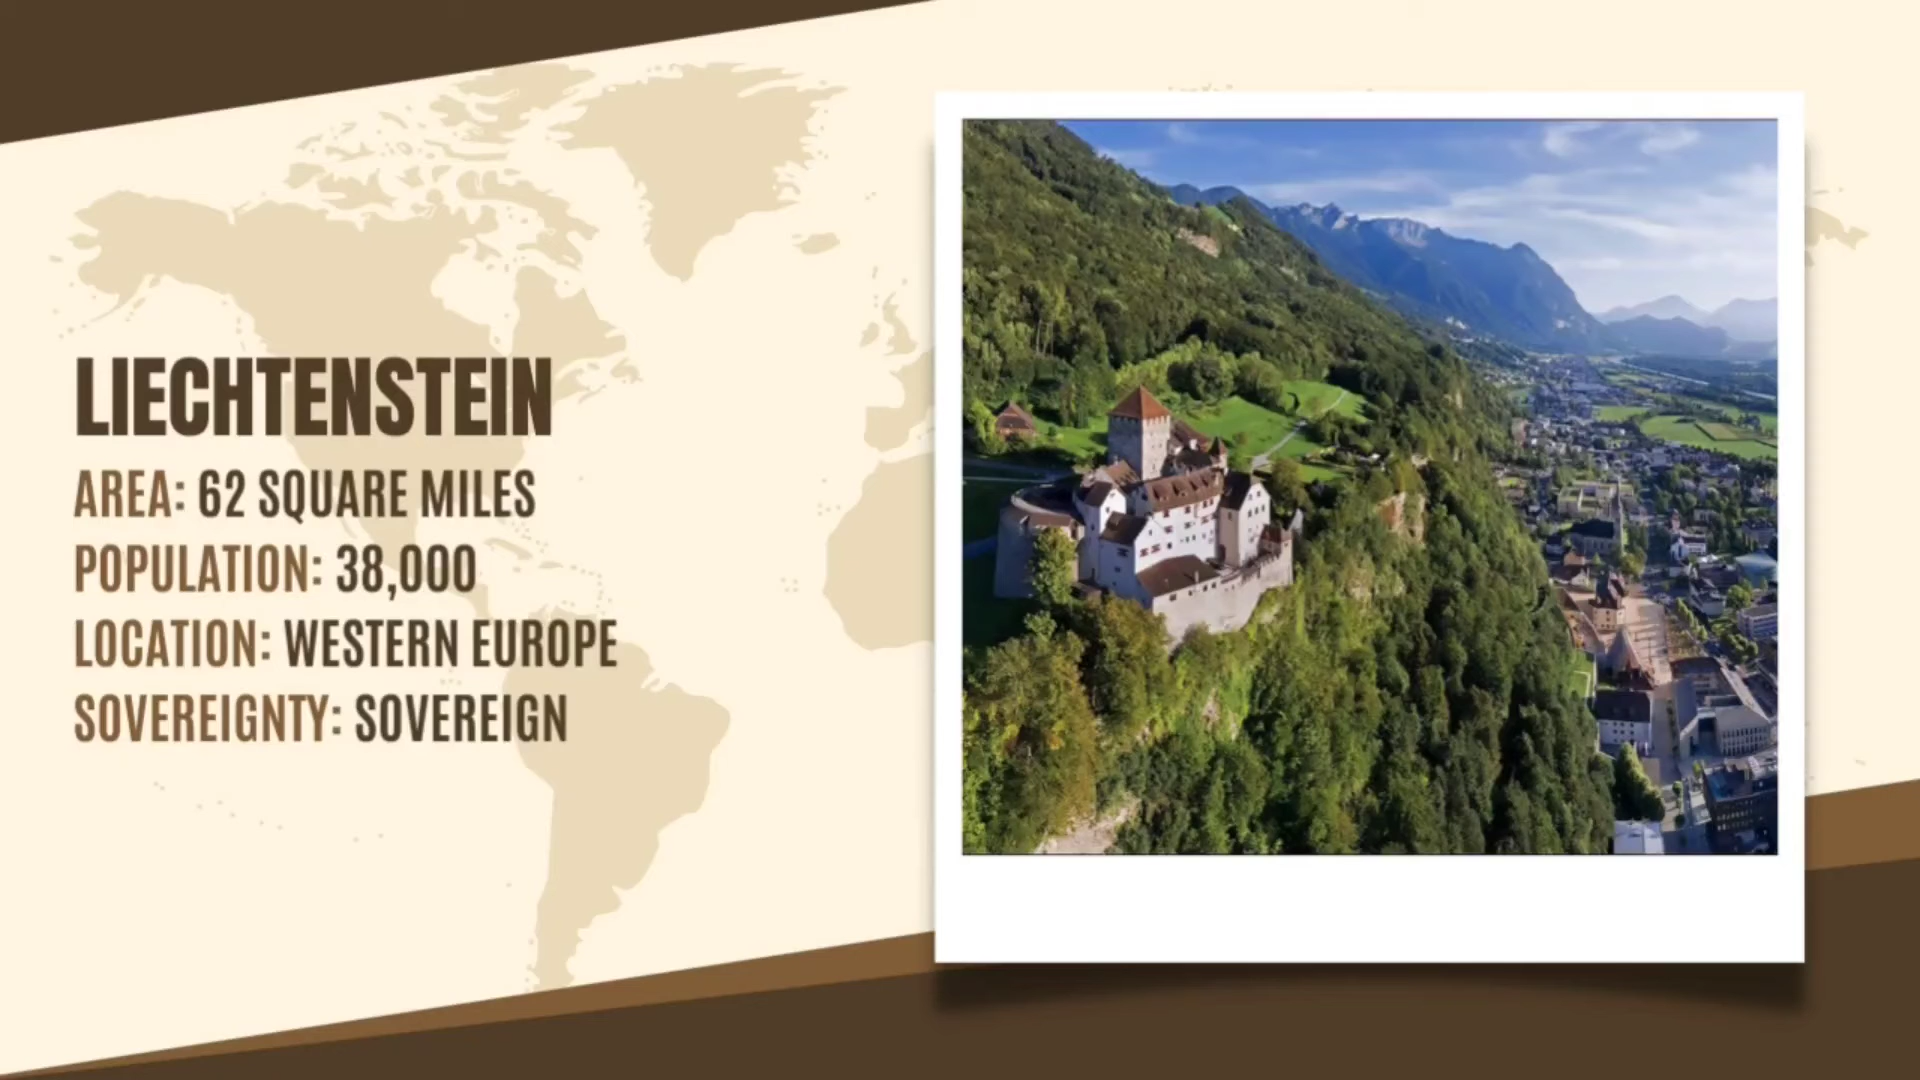 LIECHTENSTEIN
AREA: 62 SQUARE MILES
POPULATION: 38,000
LOCATION: WESTERN EUROPE
SOVEREIGNTY: SOVEREIGN